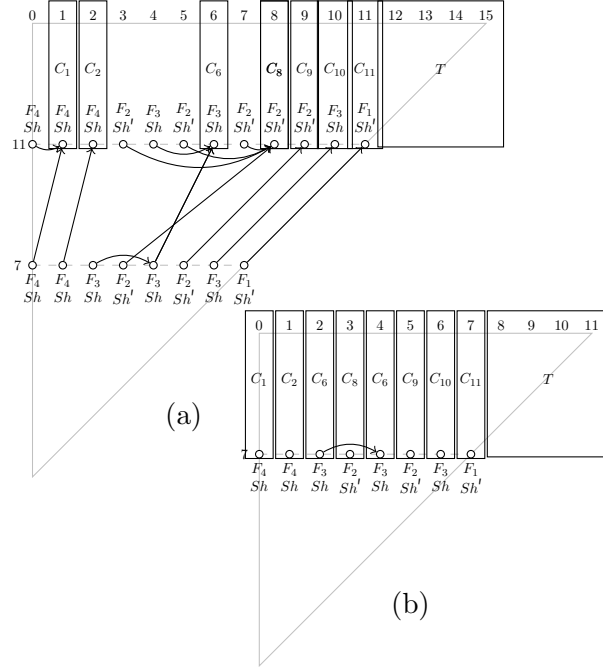 0 1 2 3 4 5 6 7 8 9 10 11 12 13 14 15
C₁ C₂ C₆ C₈ C₉ C₁₀ C₁₁ T
F₄ F₄ F₄ F₂ F₃ F₂ F₃ F₂ F₂ F₂ F₃ F₁
Sh Sh Sh Sh' Sh Sh' Sh Sh' Sh' Sh' Sh Sh'
11
7
F₄ F₄ F₃ F₂ F₃ F₂ F₃ F₁
Sh Sh Sh Sh' Sh Sh' Sh Sh'
0 1 2 3 4 5 6 7 8 9 10 11
C₁ C₂ C₆ C₈ C₆ C₉ C₁₀ C₁₁ T
(a)
7
F₄ F₄ F₃ F₂ F₃ F₂ F₃ F₁
Sh Sh Sh Sh' Sh Sh' Sh Sh'
(b)